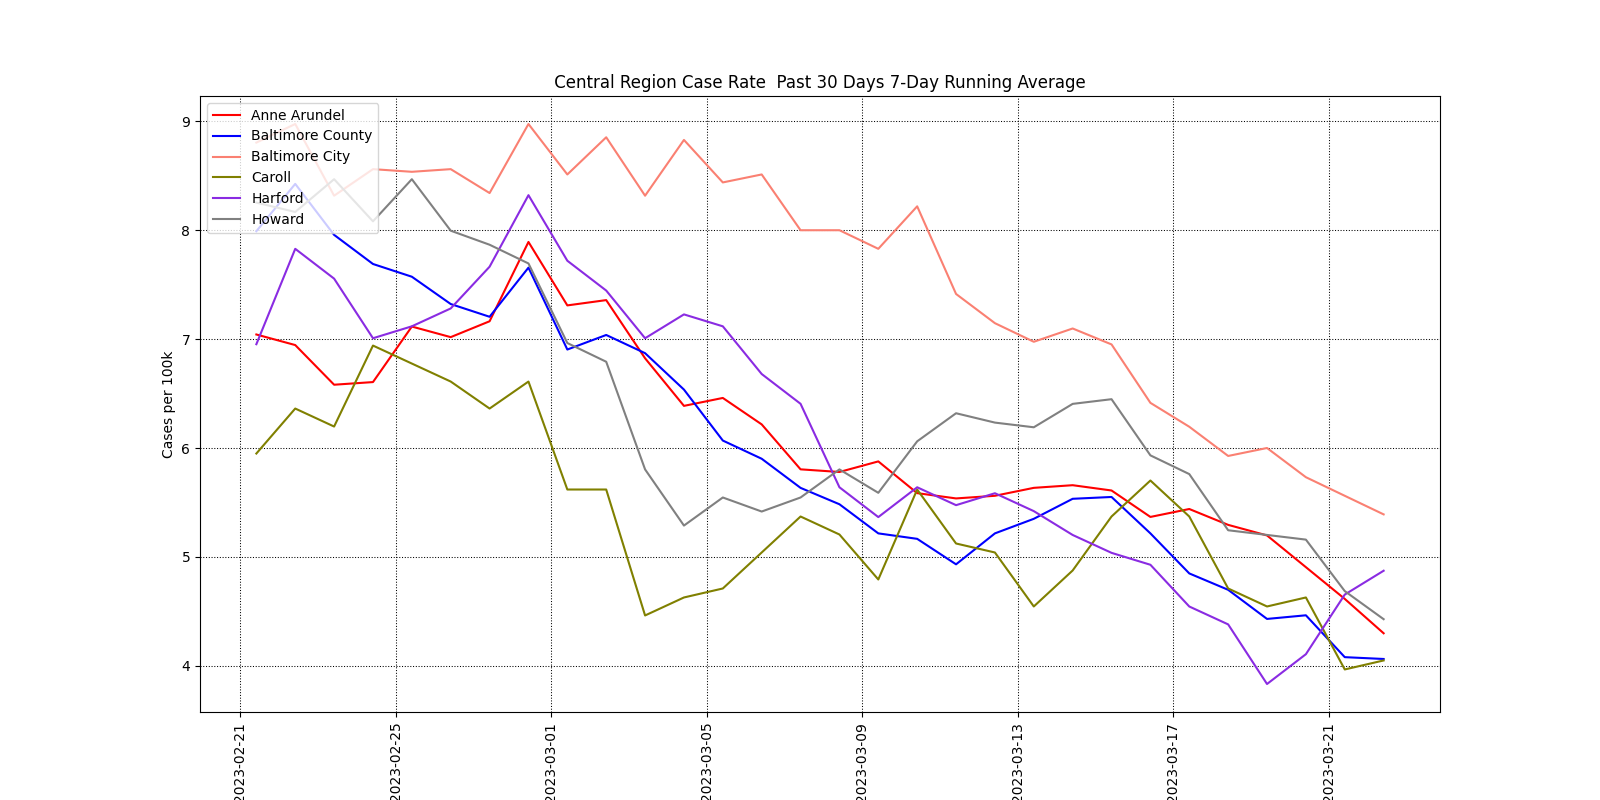 Central Region Case Rate  Past 30 Days 7-Day Running Average
Anne Arundel
Baltimore County
Baltimore City
Caroll
Harford
Howard
Cases per 100k
9
8
7
6
5
4
2023-02-21
2023-02-25
2023-03-01
2023-03-05
2023-03-09
2023-03-13
2023-03-17
2023-03-21